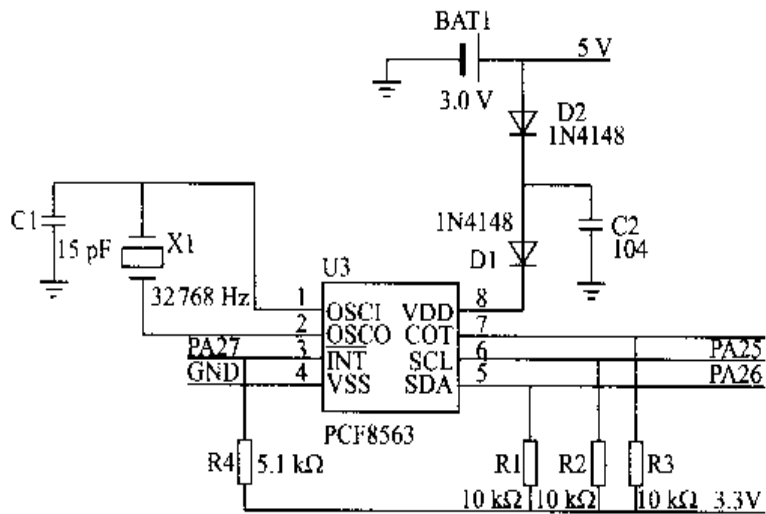 BAT1
5 V
3.0 V
D2
1N4148
C1
15 pF
X1
32 768 Hz
1N4148
D1
C2
104
U3
1
OSCI
VDD
8
2
OSCO
COT
7
PA27
3
INT
SCL
6
PA25
GND
4
VSS
SDA
5
PA26
PCF8563
R4
5.1 kΩ
R1
R2
R3
10 kΩ
10 kΩ
10 kΩ
3.3V